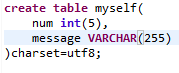 create table myself(
    num int(5),
    message VARCHAR(255)
)charset=utf8;